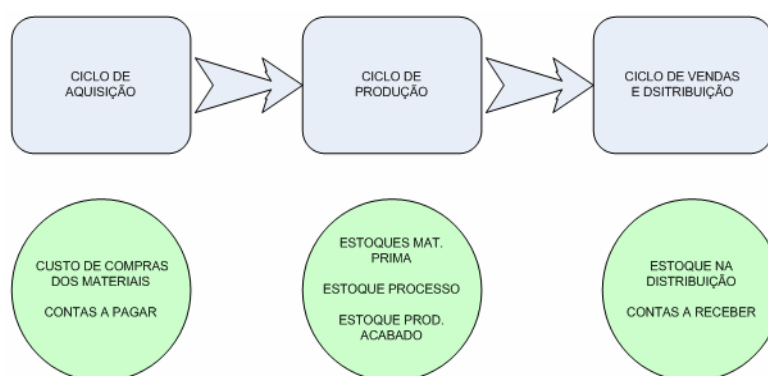 CICLO DE
AQUISIÇÃO
CICLO DE
PRODUÇÃO
CICLO DE VENDAS
E DSITRIBUIÇÃO
CUSTO DE COMPRAS
DOS MATERIAIS
CONTAS A PAGAR
ESTOQUES MAT.
PRIMA
ESTOQUE PROCESSO
ESTOQUE PROD.
ACABADO
ESTOQUE NA
DISTRIBUIÇÃO
CONTAS A RECEBER